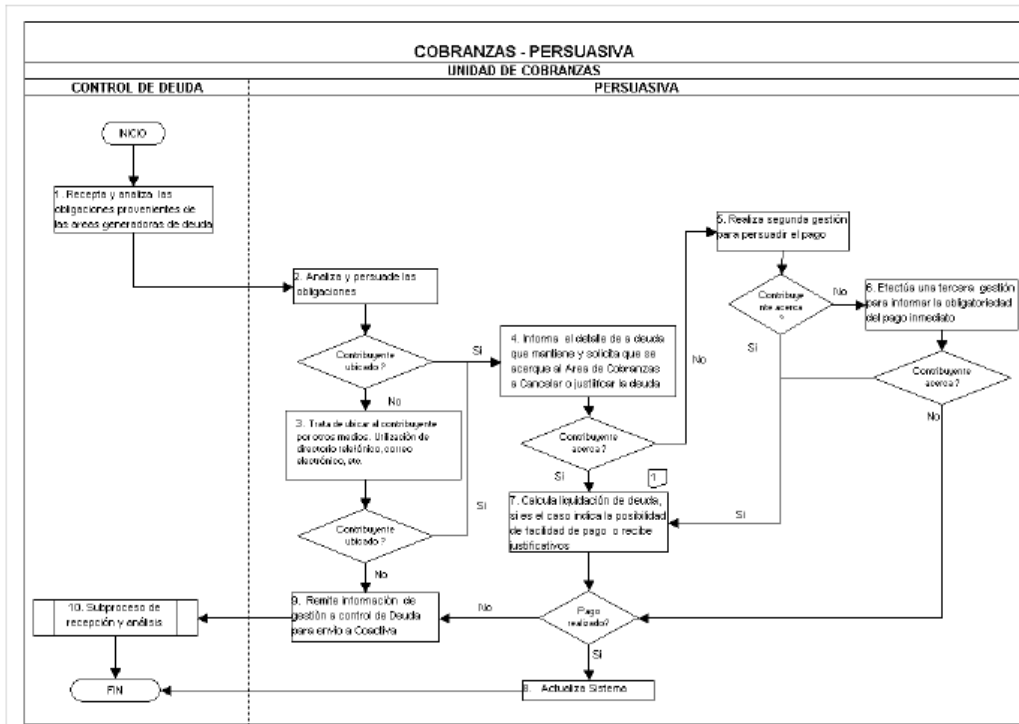 COBRANZAS - PERSUASIVA
UNIDAD DE COBRANZAS
CONTROL DE DEUDA
PERSUASIVA
INICIO
1. Recepta y analiza las
obligaciones provenientes de
las areas generadoras de deuda
2. Analiza y persuade las
obligaciones
Contribuyente
ubicado ?
Si
No
3. Trata de ubicar al contribuyente
por otros medios. Utilización de
directorio telefónico, correo
electrónico, etc.
Contribuyente
ubicado ?
Si
No
4. Informa el detalle de a deuda
que mantiene y solicita que se
acerque al Area de Cobranzas
a Cancelar o justificar la deuda
Contribuyente
acerca ?
No
Si
5. Realiza segunda gestión
para persuadir el pago
Contribuye
nte acerca
?
No
Si
6. Efectúa una tercera gestión
para informar la obligatoriedad
del pago inmediato
Contribuyente
acerca ?
No
Si
1
7. Calcula liquidación de deuda,
si es el caso indica la posibilidad
de facilidad de pago o recibe
justificativos
Pago
realizado?
No
Si
8. Actualiza Sistema
9. Remite información de
gestión a control de Deuda
para envío a Coactiva
10. Subproceso de
recepción y análisis
FIN